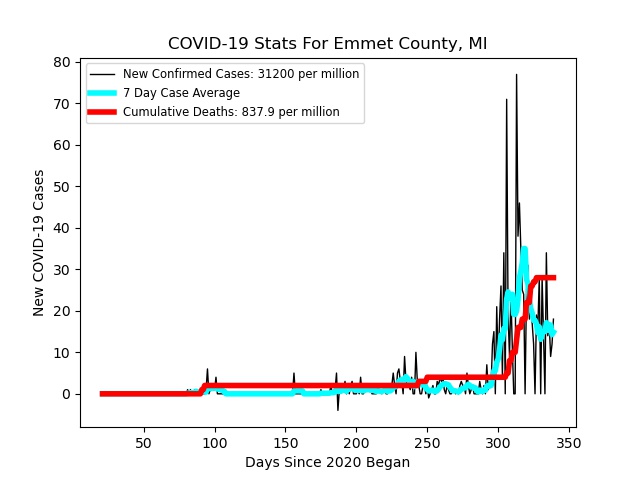 COVID-19 Stats For Emmet County, MI
New Confirmed Cases: 31200 per million
7 Day Case Average
Cumulative Deaths: 837.9 per million
New COVID-19 Cases
80
70
60
50
40
30
20
10
0
50
100
150
200
250
300
350
Days Since 2020 Began